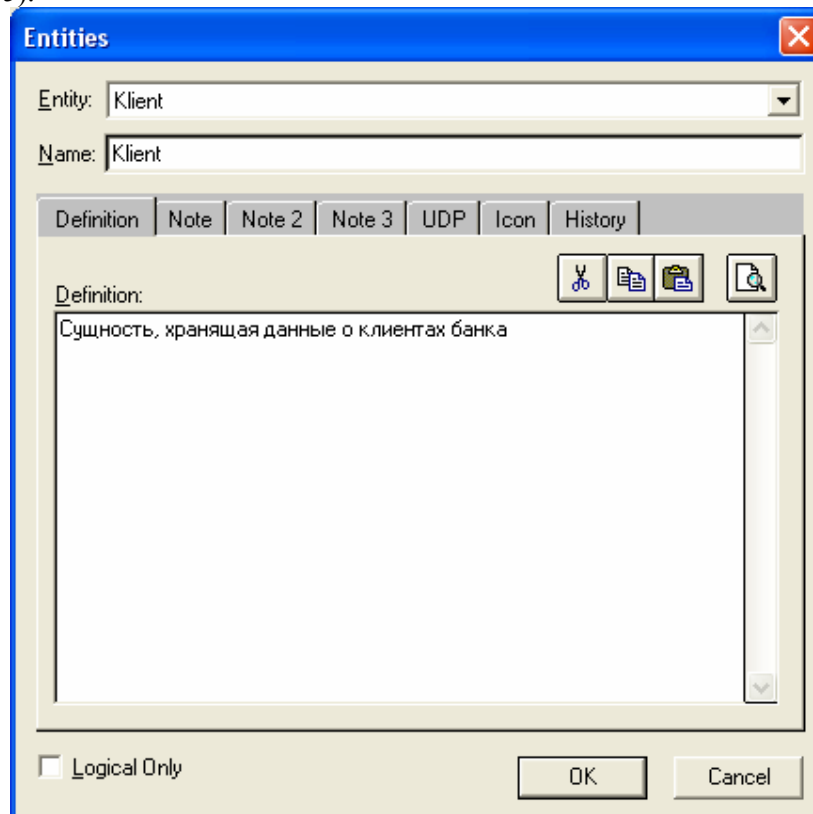 Entities
Entity: Klient
Name: Klient
Definition Note Note 2 Note 3 UDP Icon History
Definition:
Сущность, хранящая данные о клиентах банка
Logical Only OK Cancel